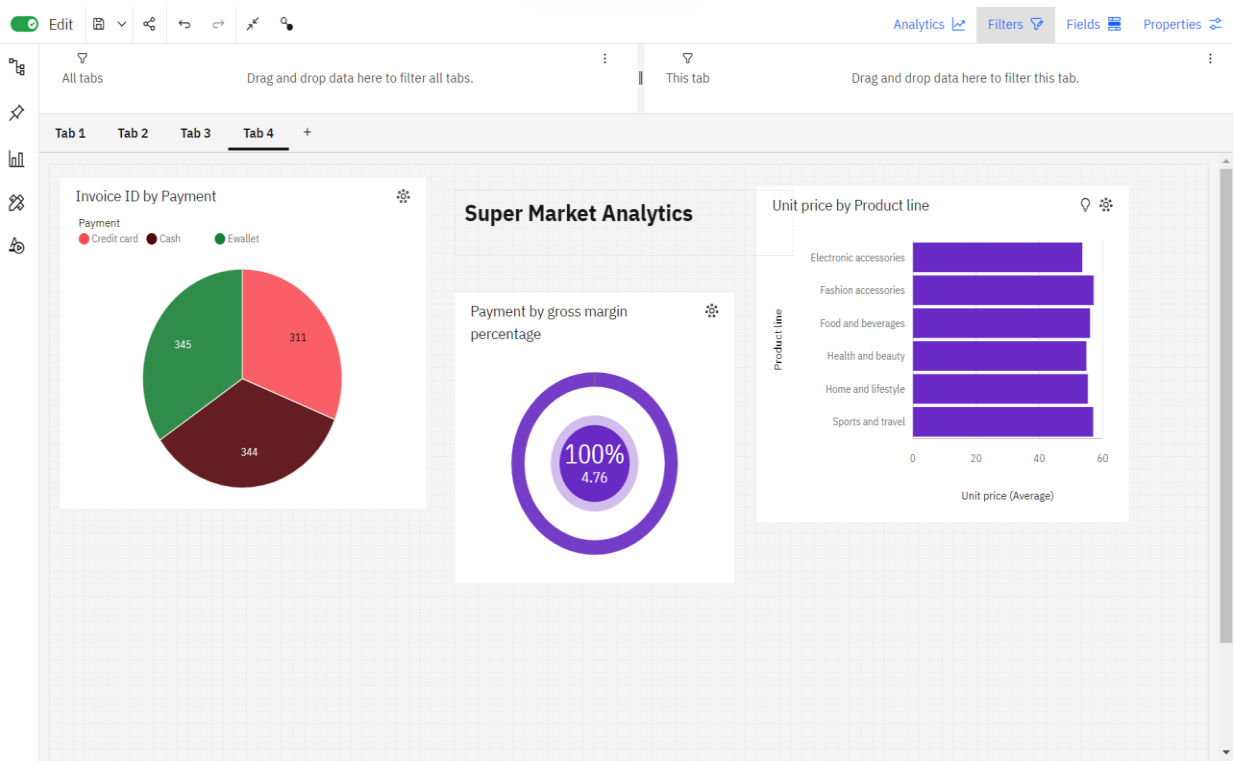 Edit
Analytics
Filters
Fields
Properties
All tabs
Drag and drop data here to filter all tabs.
This tab
Drag and drop data here to filter this tab.
Tab 1
Tab 2
Tab 3
Tab 4
+
Invoice ID by Payment
Payment
Credit card
Cash
Ewallet
345
311
344
Super Market Analytics
Payment by gross margin
percentage
100%
4.76
Unit price by Product line
Product line
Electronic accessories
Fashion accessories
Food and beverages
Health and beauty
Home and lifestyle
Sports and travel
0
20
40
60
Unit price (Average)